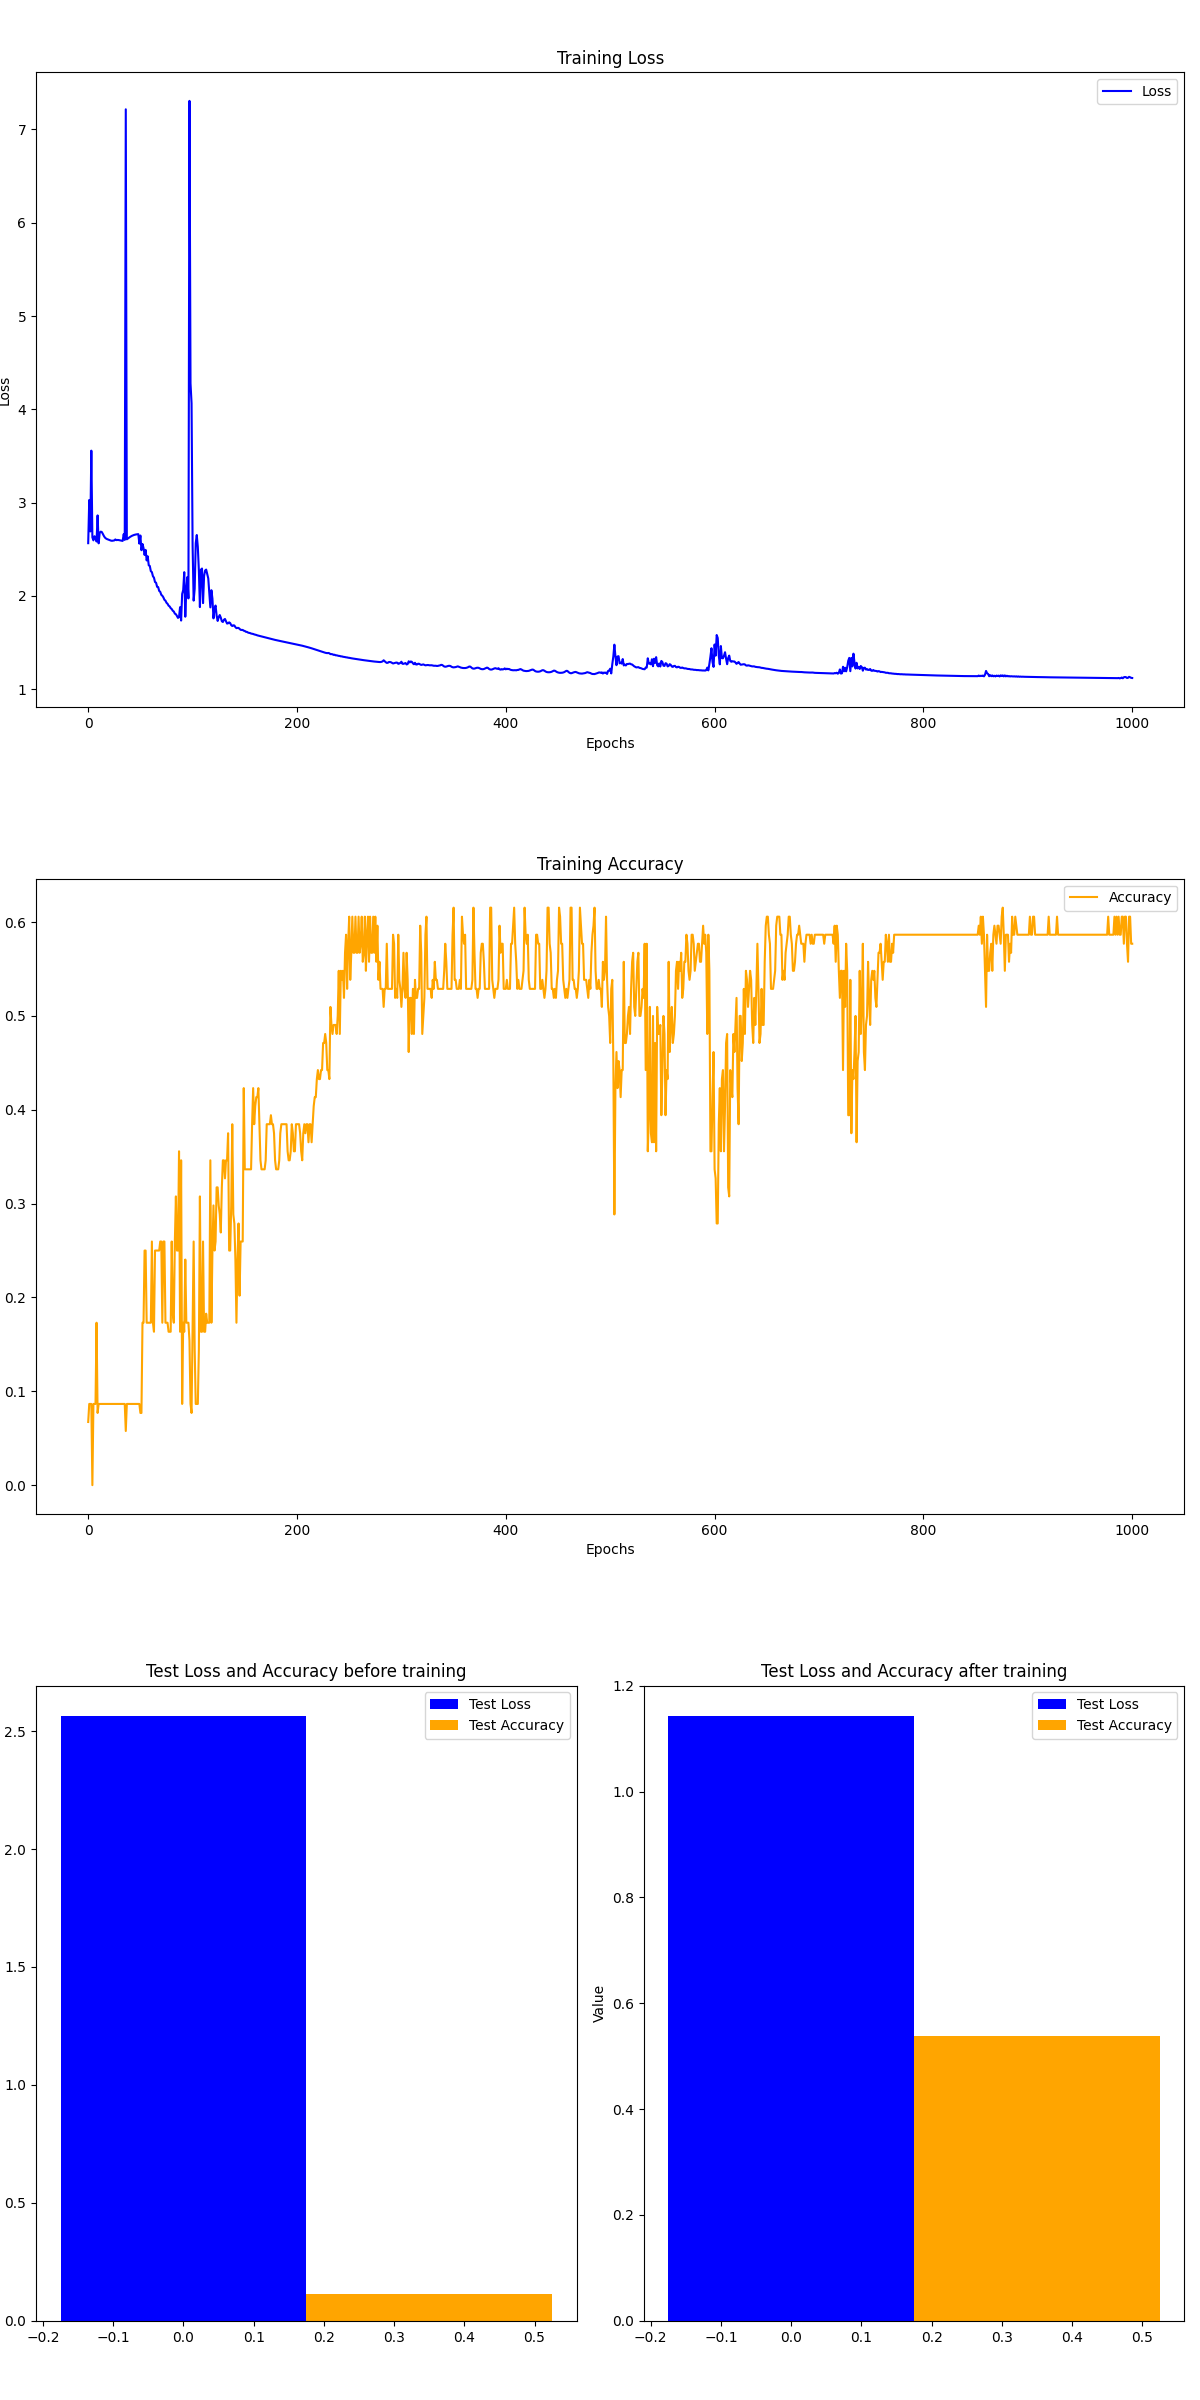 Training Loss
Loss
7
6
5
4
3
2
1
Loss
0 200 400 600 800 1000
Epochs
Training Accuracy
Accuracy
0.6
0.5
0.4
0.3
0.2
0.1
0.0
0 200 400 600 800 1000
Epochs
Test Loss and Accuracy before training
Test Loss
Test Accuracy
2.5
2.0
1.5
1.0
0.5
0.0
−0.2 −0.1 0.0 0.1 0.2 0.3 0.4 0.5
Test Loss and Accuracy after training
Test Loss
Test Accuracy
1.2
1.0
0.8
0.6
0.4
0.2
0.0
Value
−0.2 −0.1 0.0 0.1 0.2 0.3 0.4 0.5